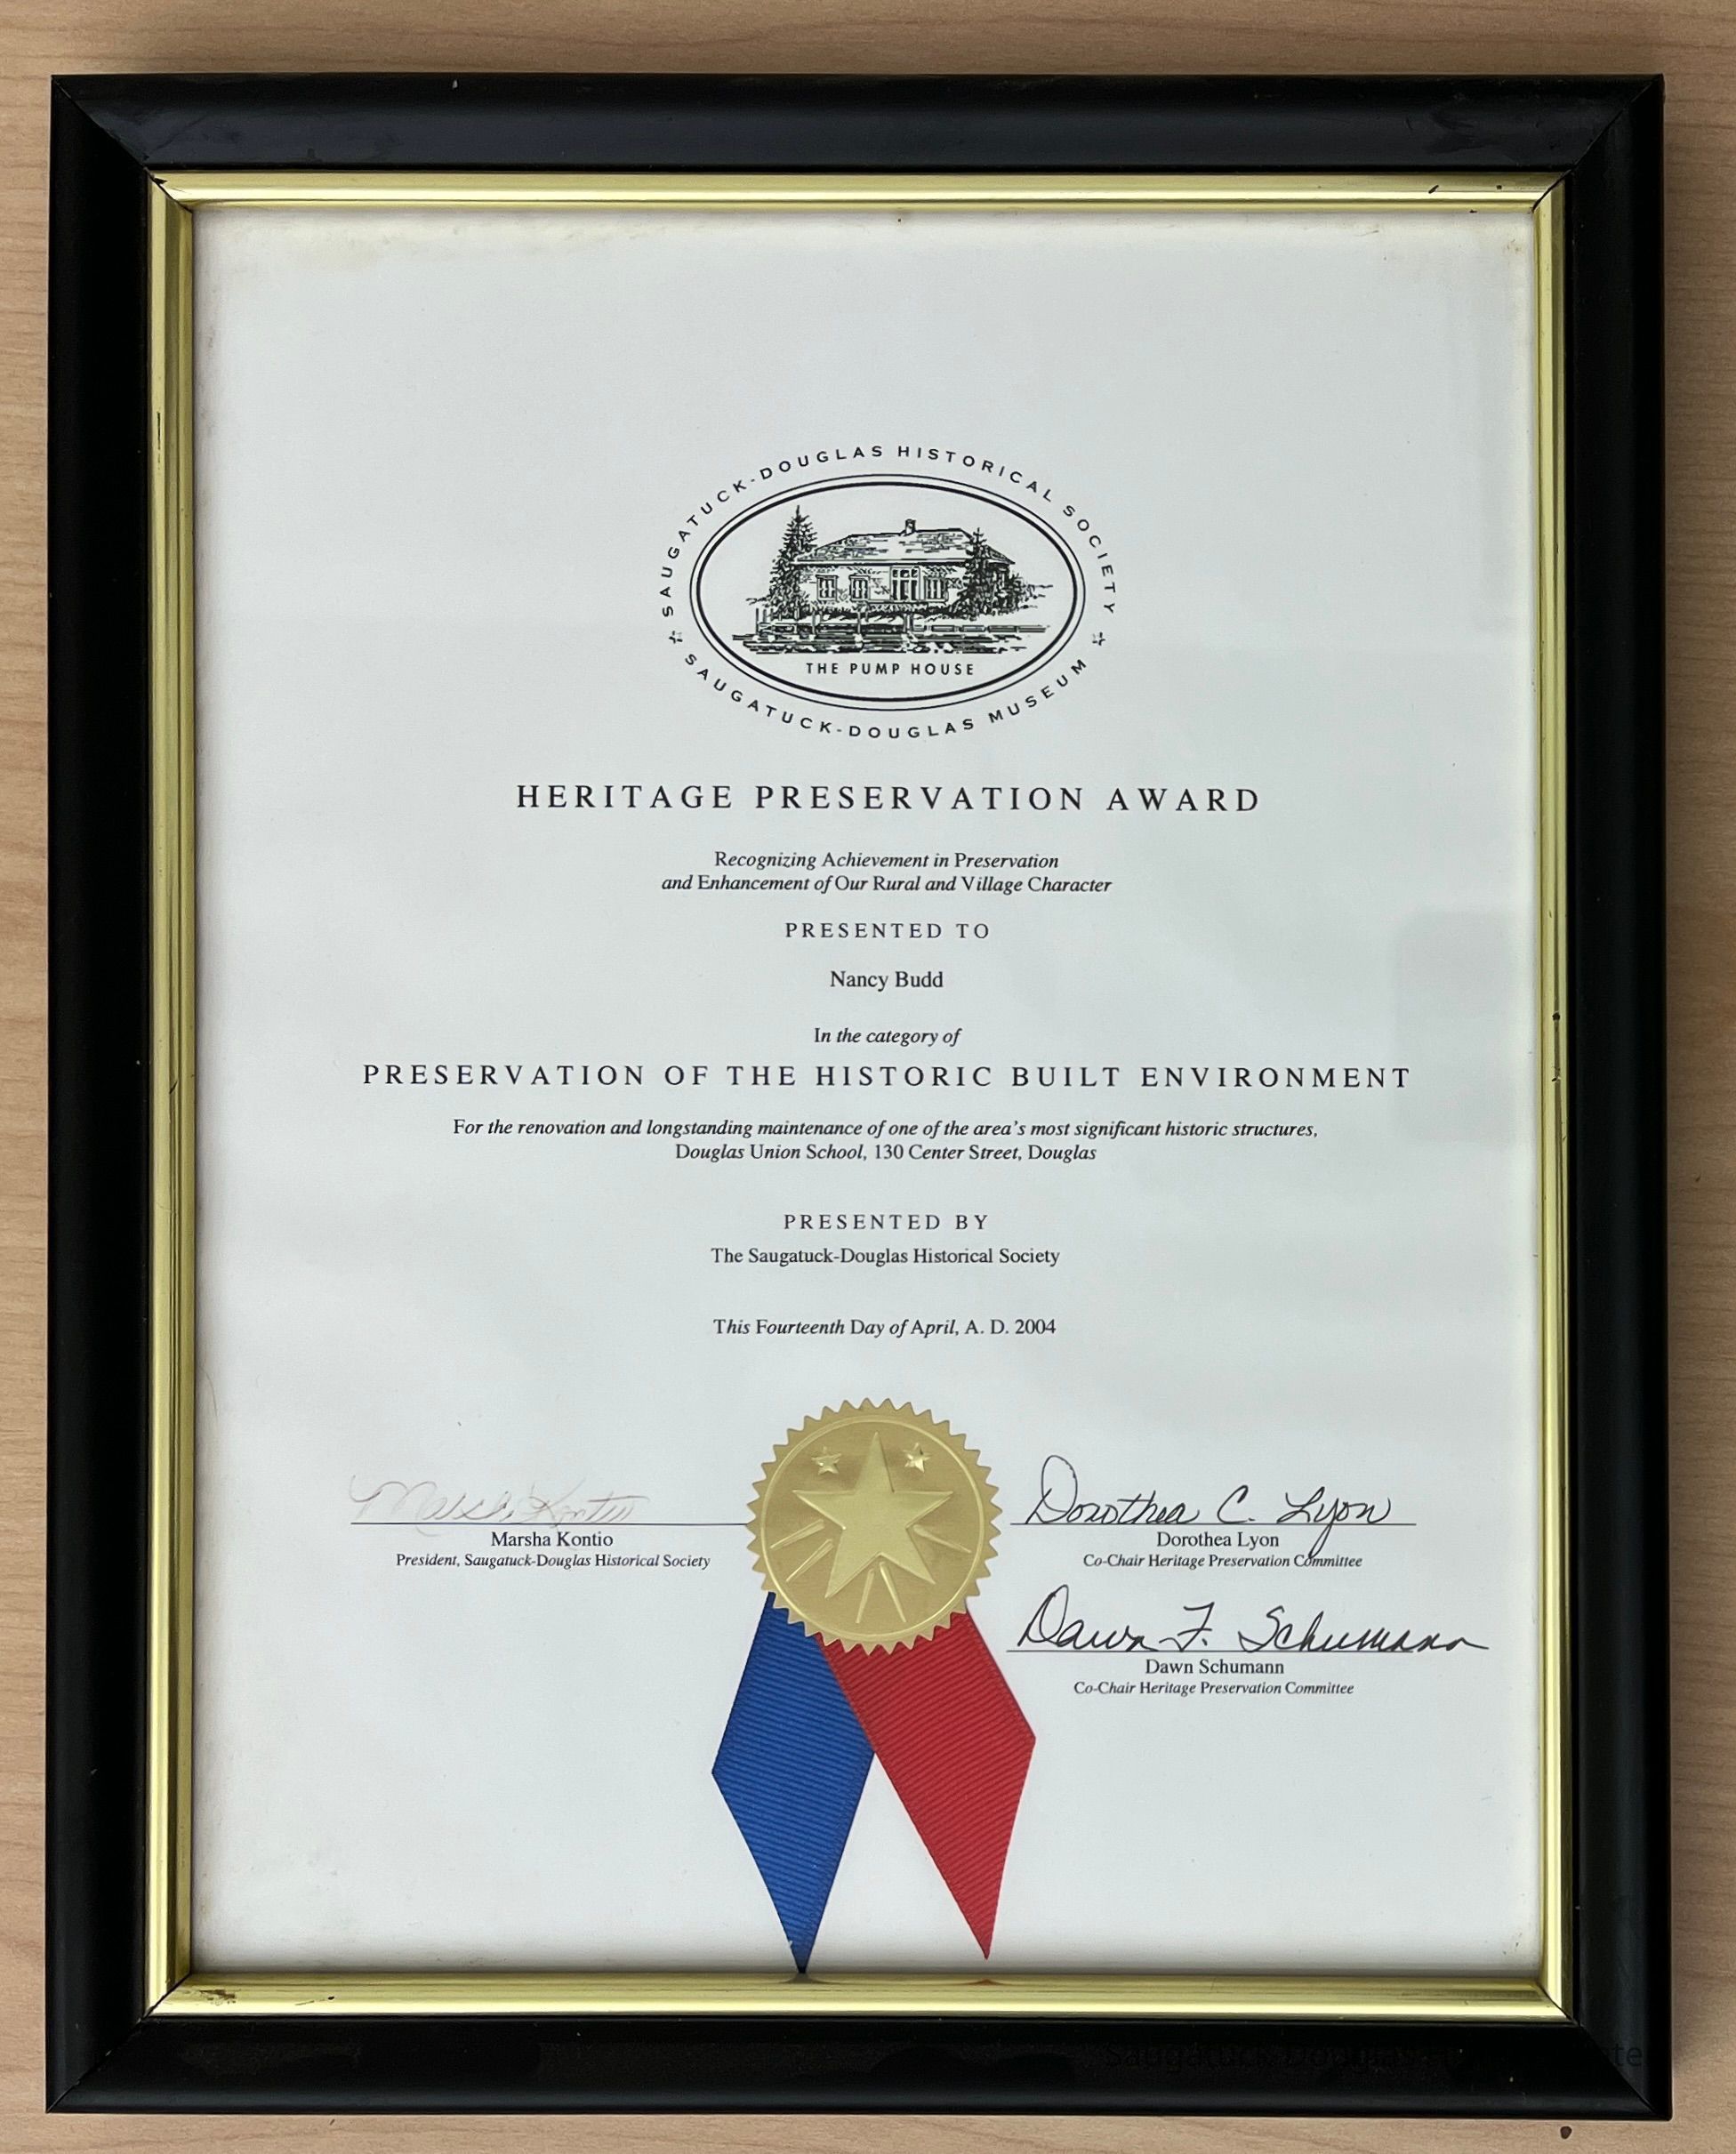 SAUGATUCK-DOUGLAS HISTORICAL SOCIETY
THE PUMP HOUSE
SAUGATUCK-DOUGLAS MUSEUM
HERITAGE PRESERVATION AWARD
Recognizing Achievement in Preservation
and Enhancement of Our Rural and Village Character
PRESENTED TO
Nancy Budd
In the category of
PRESERVATION OF THE HISTORIC BUILT ENVIRONMENT
For the renovation and longstanding maintenance of one of the area's most significant historic structures,
Douglas Union School, 130 Center Street, Douglas
PRESENTED BY
The Saugatuck-Douglas Historical Society
This Fourteenth Day of April, A. D. 2004
Marsha Kontio
Marsha Kontio
President, Saugatuck-Douglas Historical Society
Dorothea C. Lyon
Dorothea Lyon
Co-Chair Heritage Preservation Committee
Dawn F. Schumann
Dawn Schumann
Co-Chair Heritage Preservation Committee
Saugatuck-Douglas